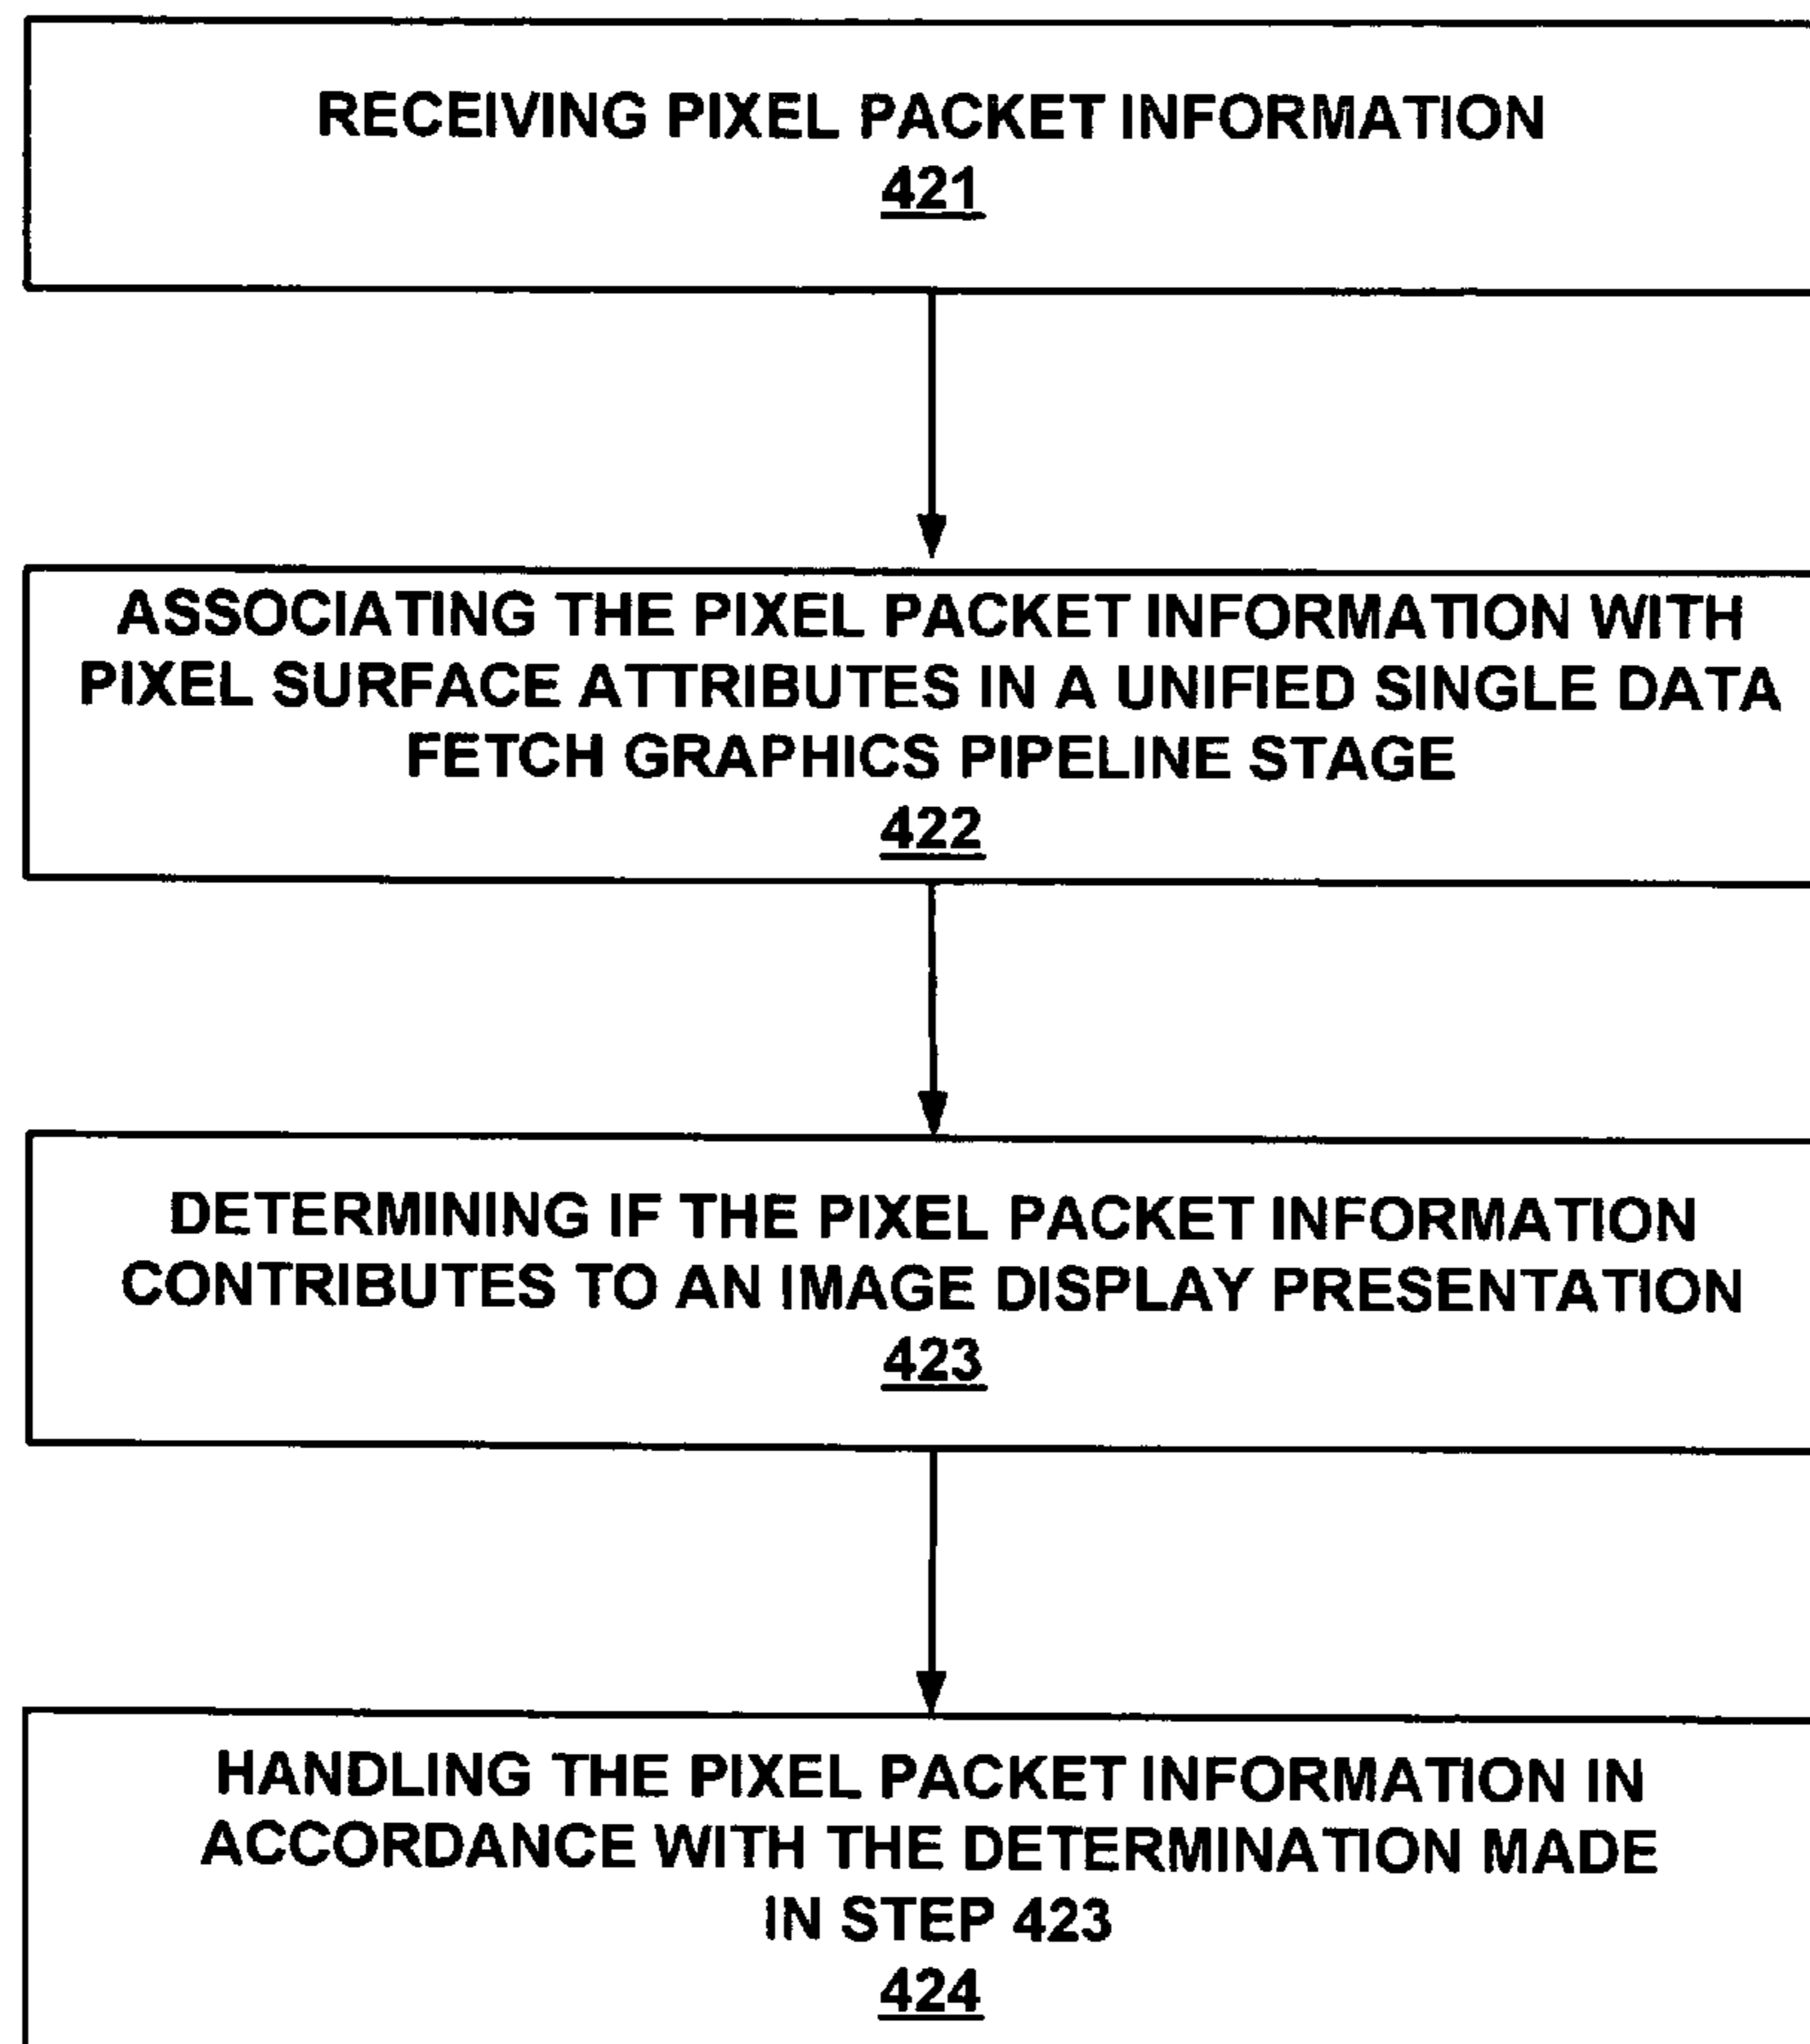 RECEIVING PIXEL PACKET INFORMATION
421
ASSOCIATING THE PIXEL PACKET INFORMATION WITH
PIXEL SURFACE ATTRIBUTES IN A UNIFIED SINGLE DATA
FETCH GRAPHICS PIPELINE STAGE
422
DETERMINING IF THE PIXEL PACKET INFORMATION
CONTRIBUTES TO AN IMAGE DISPLAY PRESENTATION
423
HANDLING THE PIXEL PACKET INFORMATION IN
ACCORDANCE WITH THE DETERMINATION MADE
IN STEP 423
424